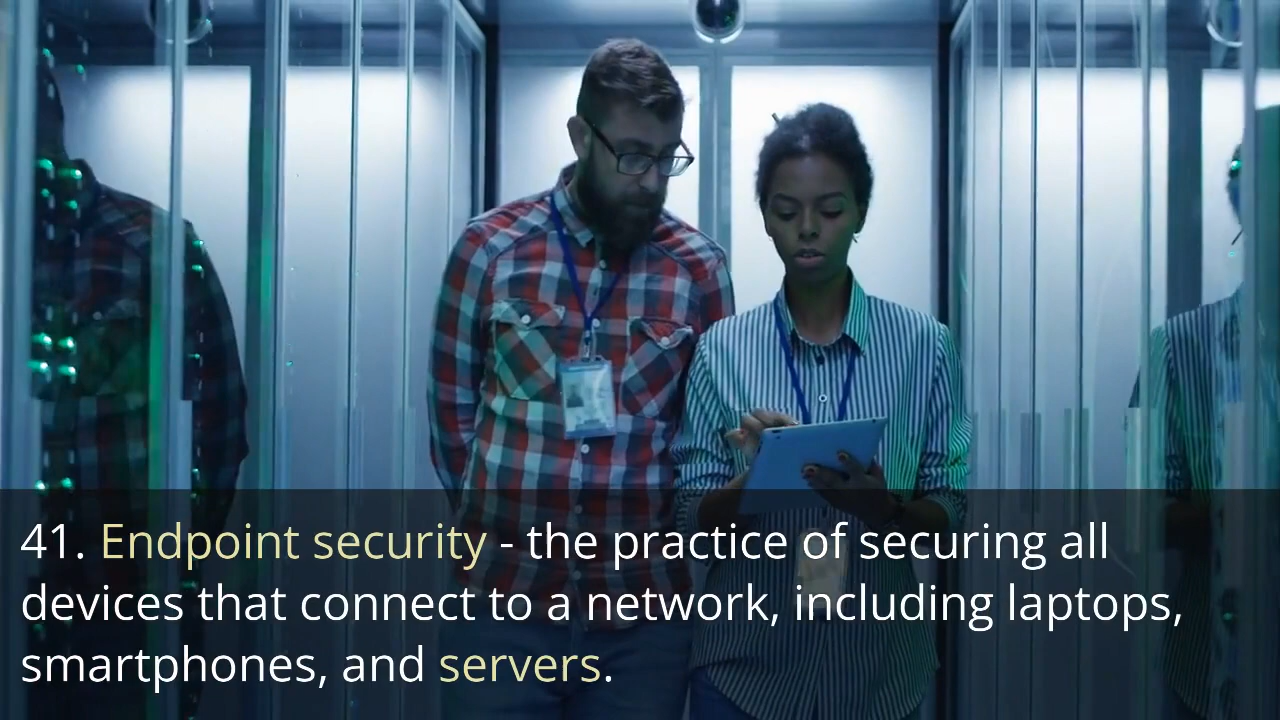 41. Endpoint security - the practice of securing all
devices that connect to a network, including laptops,
smartphones, and servers.